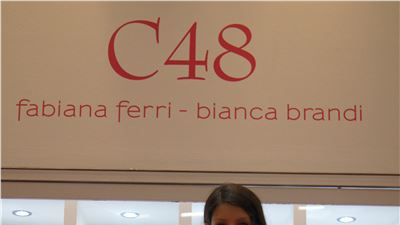 C48
fabiana ferri - bianca brandi